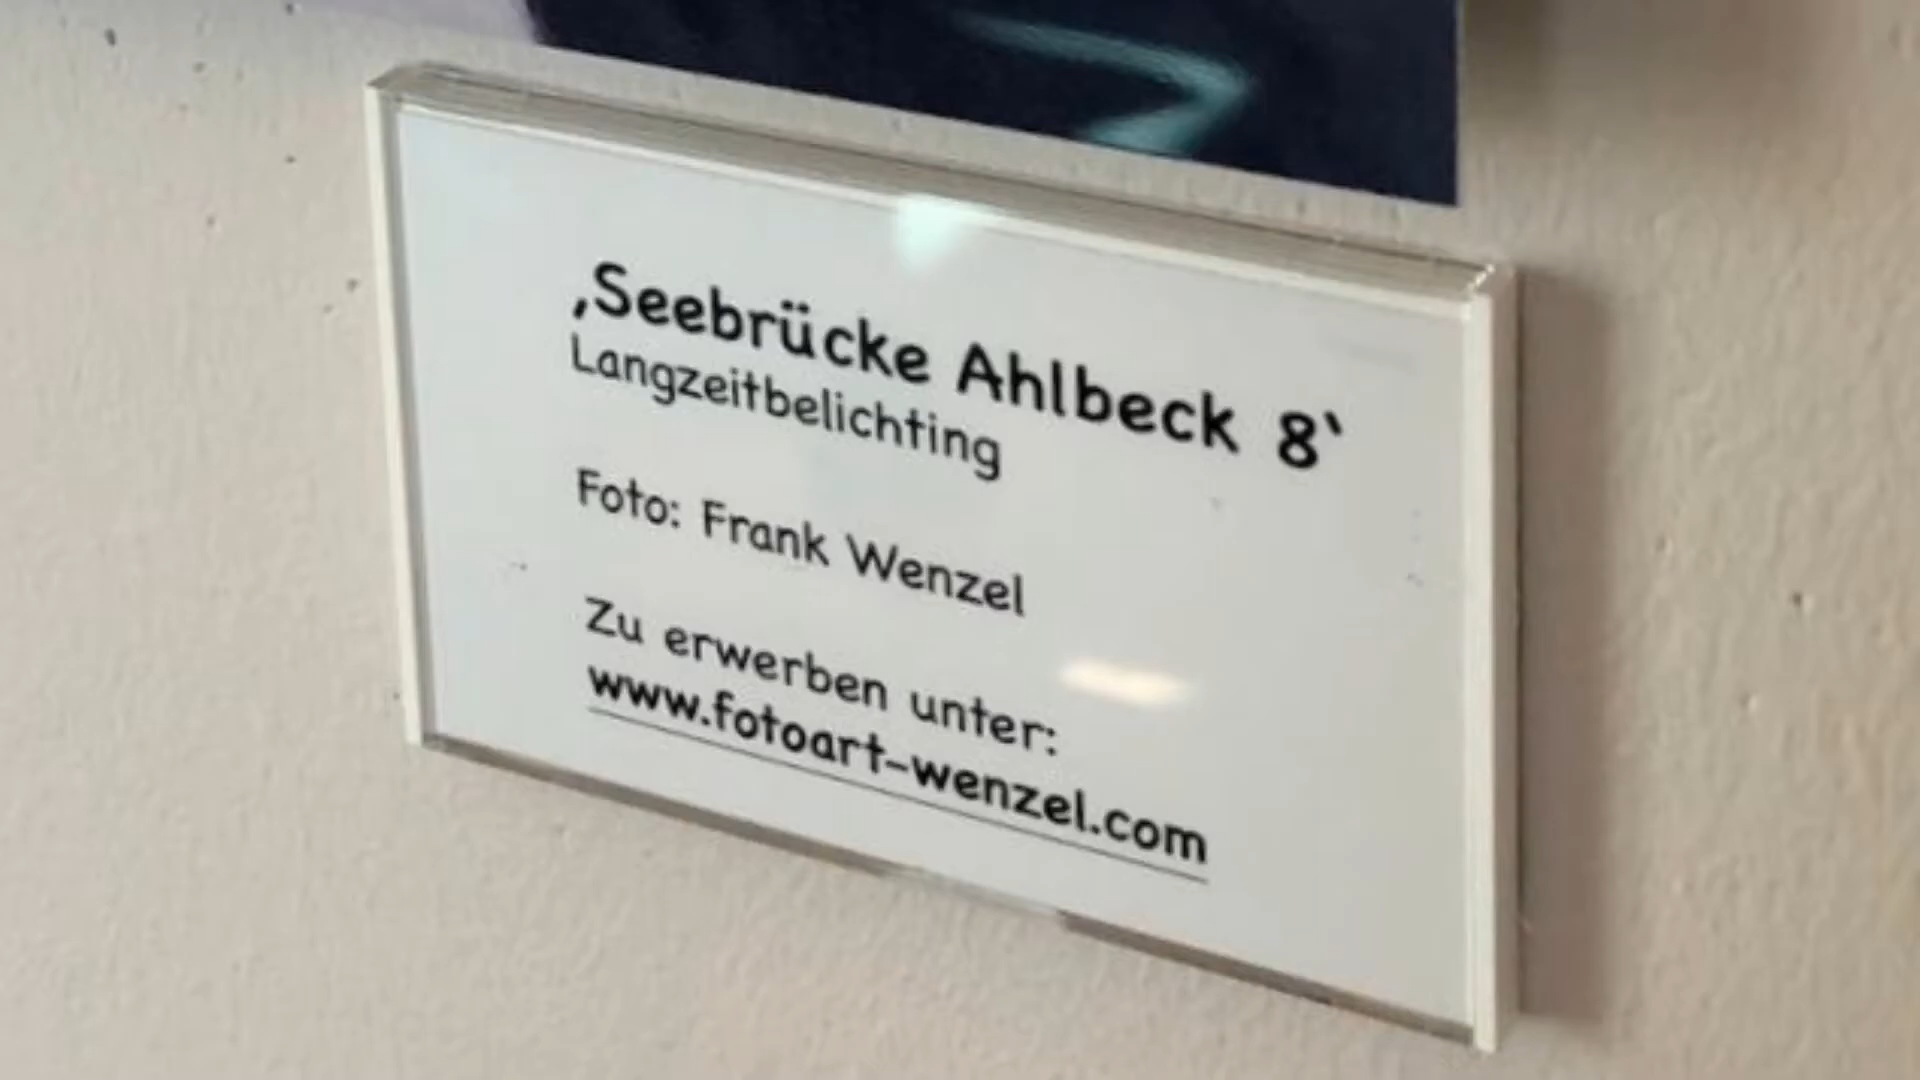 ‚Seebrücke Ahlbeck 8‘
Langzeitbelichting
Foto: Frank Wenzel
Zu erwerben unter:
www.fotoart-wenzel.com